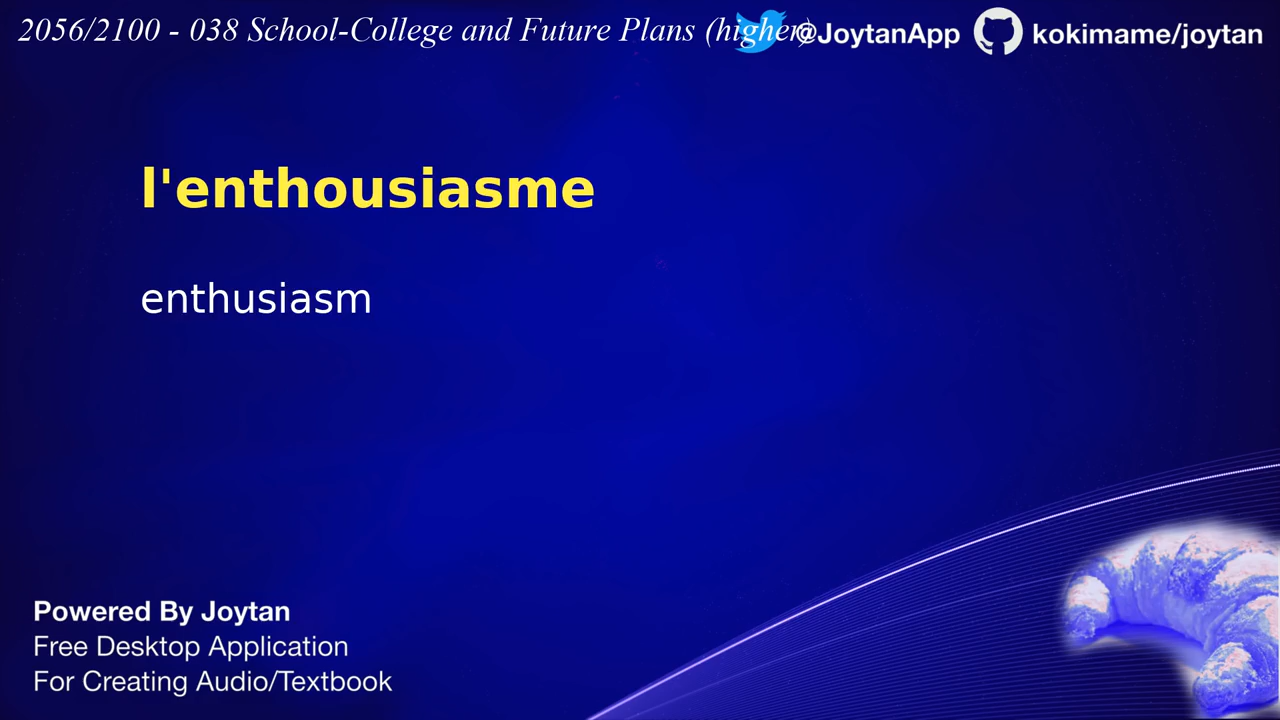 2056/2100 - 038 School-College and Future Plans (higher)
@JoytanApp
kokimame/joytan
l'enthousiasme
enthusiasm
Powered By Joytan
Free Desktop Application
For Creating Audio/Textbook